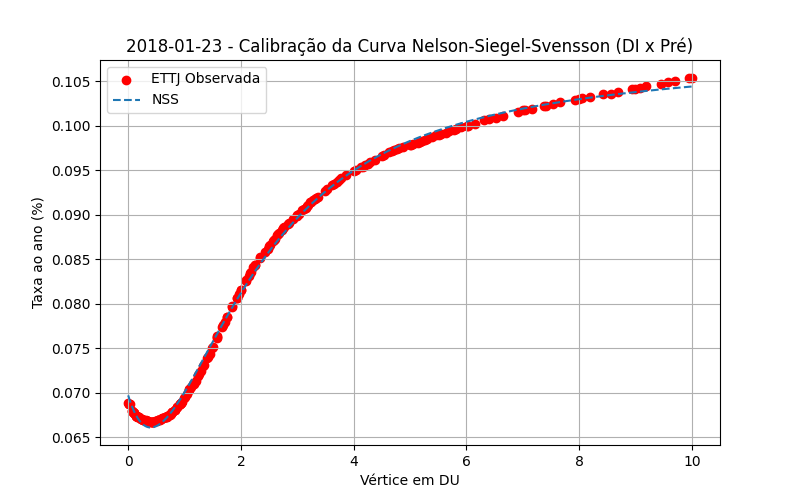 2018-01-23 - Calibração da Curva Nelson-Siegel-Svensson (DI x Pré)
ETTJ Observada
NSS
Taxa ao ano (%)
0.105
0.100
0.095
0.090
0.085
0.080
0.075
0.070
0.065
0 2 4 6 8 10
Vértice em DU